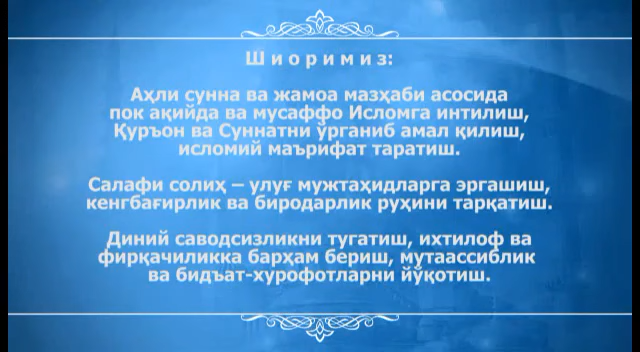 Шиоримиз:
Аҳли сунна ва жамоа мазҳаби асосида
пок ақийда ва мусаффо Исломга интилиш,
Қуръон ва Суннатни ўрганиб амал қилиш,
исломий маърифат таратиш.
Салафи солиҳ – улуғ мужтаҳидларга эргашиш,
кенгбағирлик ва биродарлик руҳини тарқатиш.
Диний саводсизликни тугатиш, ихтилоф ва
фирқачиликка барҳам бериш, мутаассиблик
ва бидъат-хурофотларни йўқотиш.